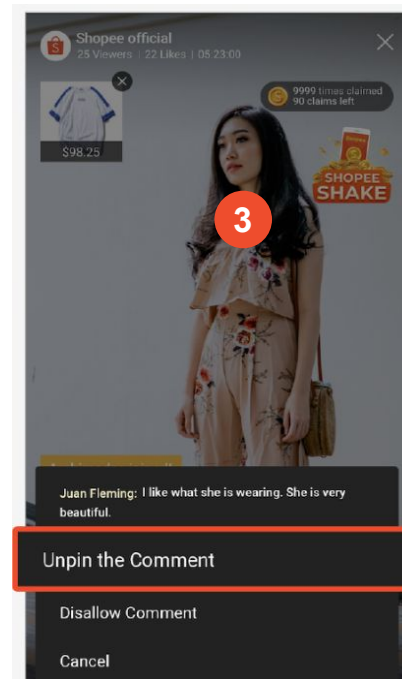 Shopee official
25 Viewers | 22 Likes | 05:23:00
9999 times claimed
90 claims left
$98.25
SHOPEE
SHAKE
3
Juan Fleming: I like what she is wearing. She is very
beautiful.
Unpin the Comment
Disallow Comment
Cancel